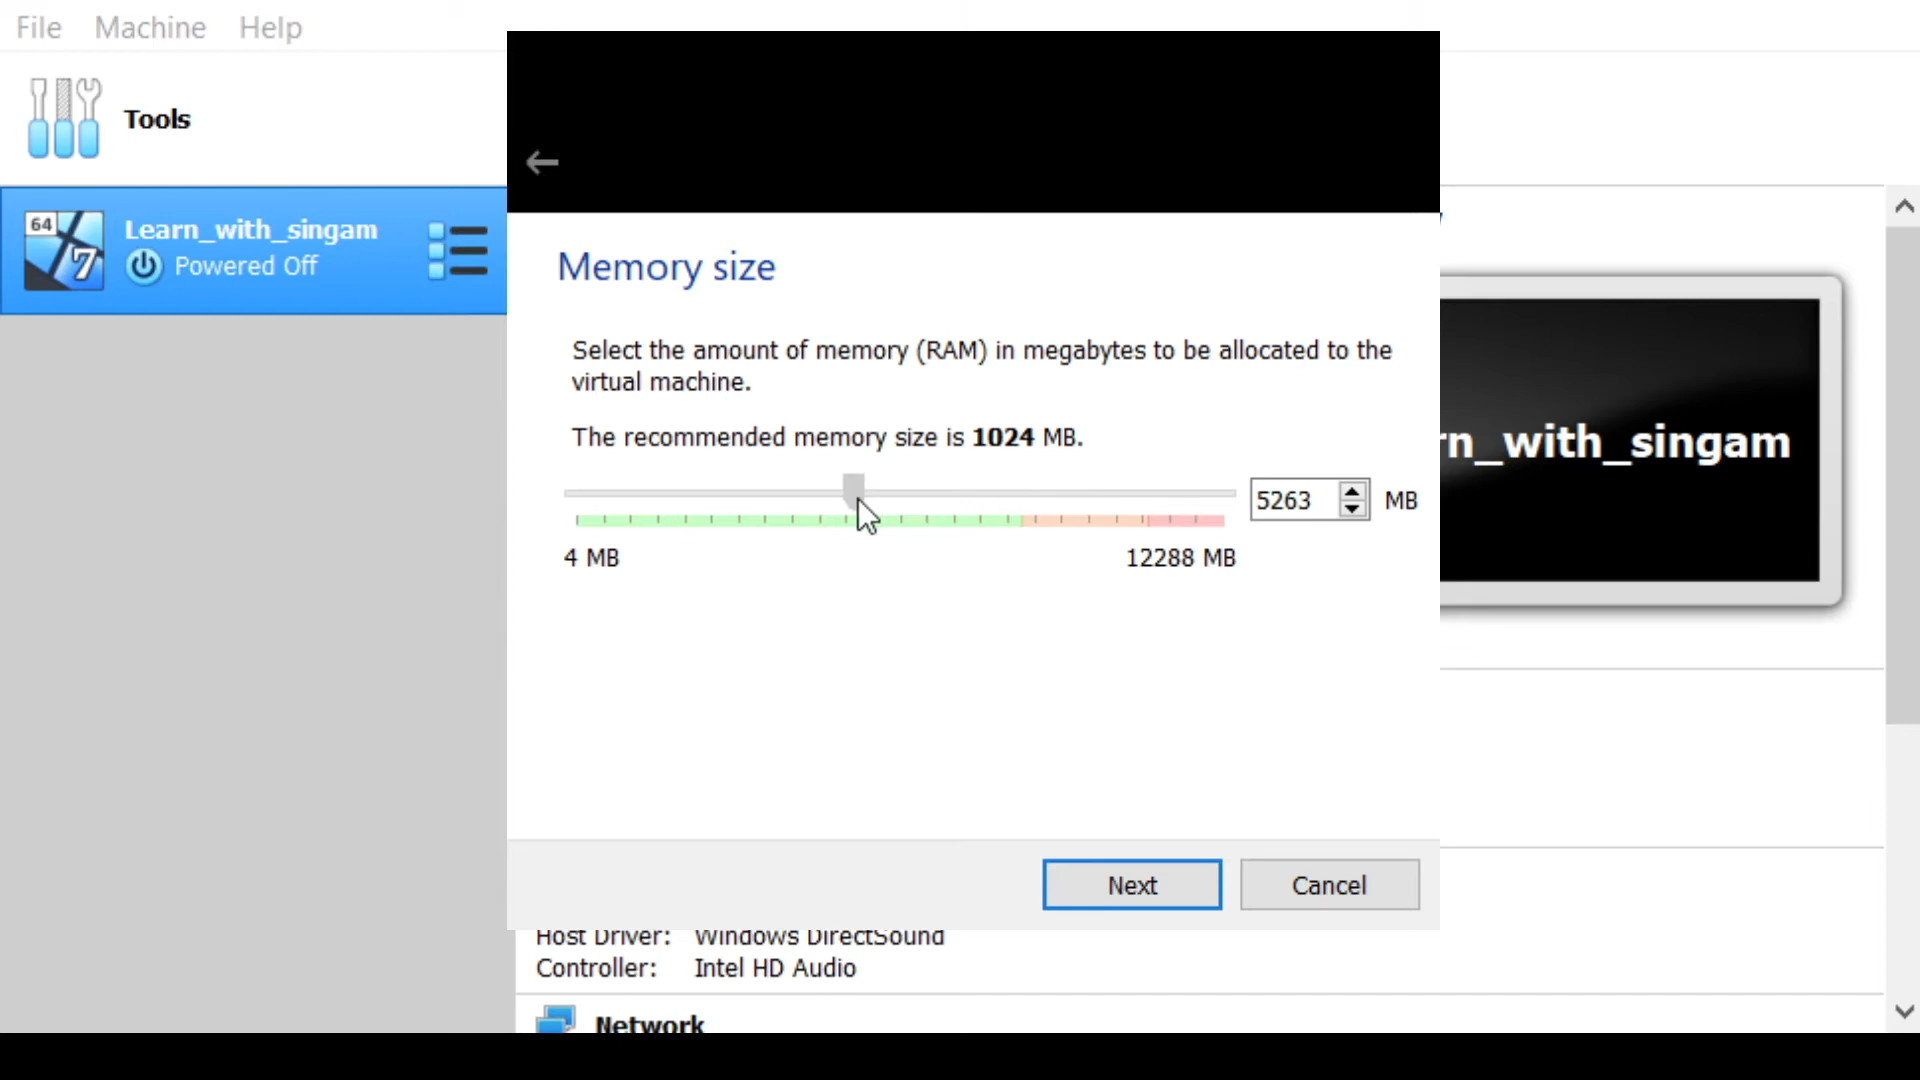 File Machine Help
Tools
64
7
Learn_with_singam
Powered Off
Memory size
Select the amount of memory (RAM) in megabytes to be allocated to the
virtual machine.
The recommended memory size is 1024 MB.
5263 MB
4 MB 12288 MB
rn_with_singam
Next Cancel
Host Driver: Windows DirectSound
Controller: Intel HD Audio
Network